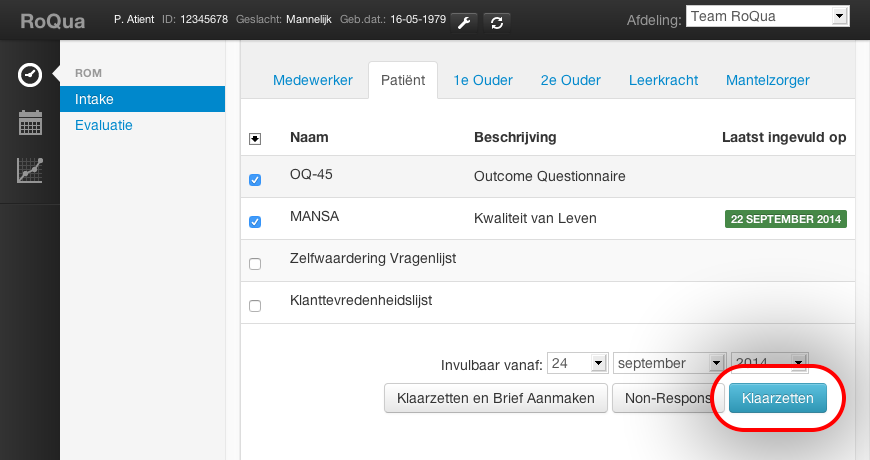 RoQua P. Atient ID: 12345678 Geslacht: Mannelijk Geb.dat.: 16-05-1979 Afdeling: Team RoQua
ROM
Intake
Evaluatie
Medewerker Patiënt 1e Ouder 2e Ouder Leerkracht Mantelzorger
Naam Beschrijving Laatst ingevuld op
OQ-45 Outcome Questionnaire
MANSA Kwaliteit van Leven 22 SEPTEMBER 2014
Zelfwaardering Vragenlijst
Klanttevredenheidslijst
Invulbaar vanaf: 24 september 2014
Klaarzetten en Brief Aanmaken Non-Respons Klaarzetten